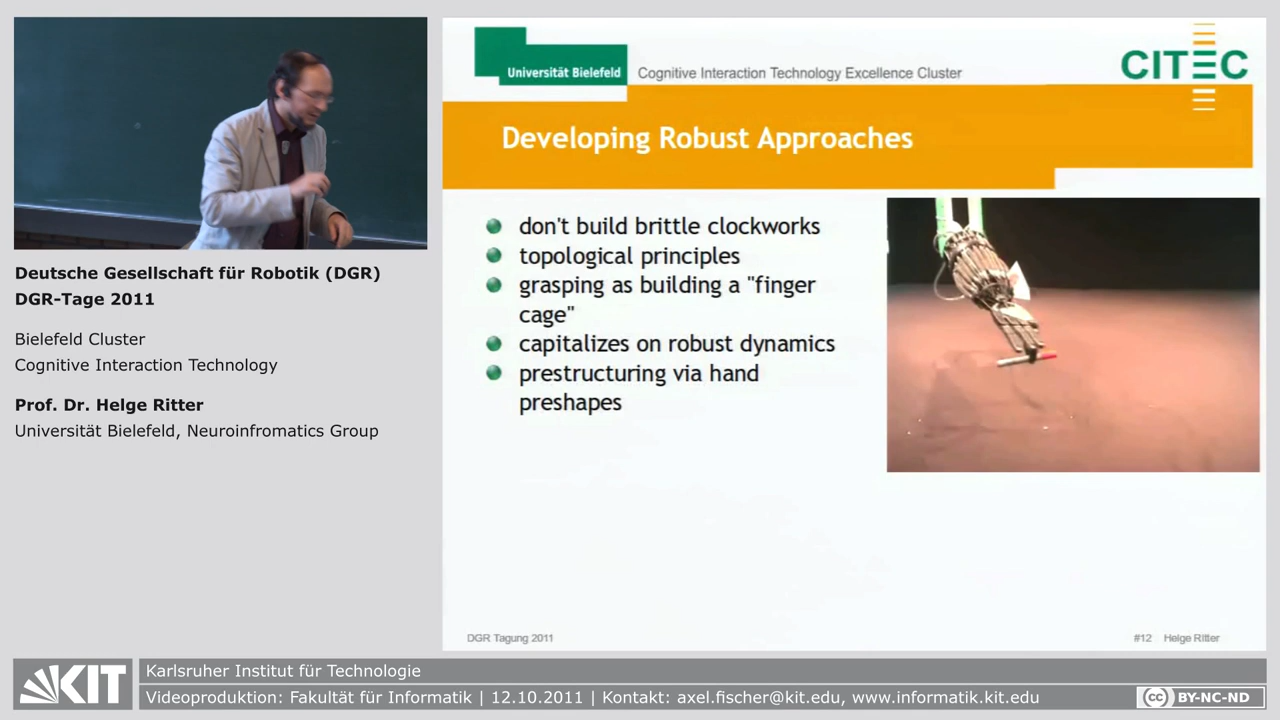 Deutsche Gesellschaft für Robotik (DGR)
DGR-Tage 2011
Bielefeld Cluster
Cognitive Interaction Technology
Prof. Dr. Helge Ritter
Universität Bielefeld, Neuroinfromatics Group
Universität Bielefeld
Cognitive Interaction Technology Excellence Cluster
CITEC
Developing Robust Approaches
don't build brittle clockworks
topological principles
grasping as building a "finger
cage"
capitalizes on robust dynamics
prestructuring via hand
preshapes
DGR Tagung 2011
#12 Helge Ritter
KIT
Karlsruher Institut für Technologie
Videoproduktion: Fakultät für Informatik | 12.10.2011 | Kontakt: axel.fischer@kit.edu, www.informatik.kit.edu
cc BY-NC-ND